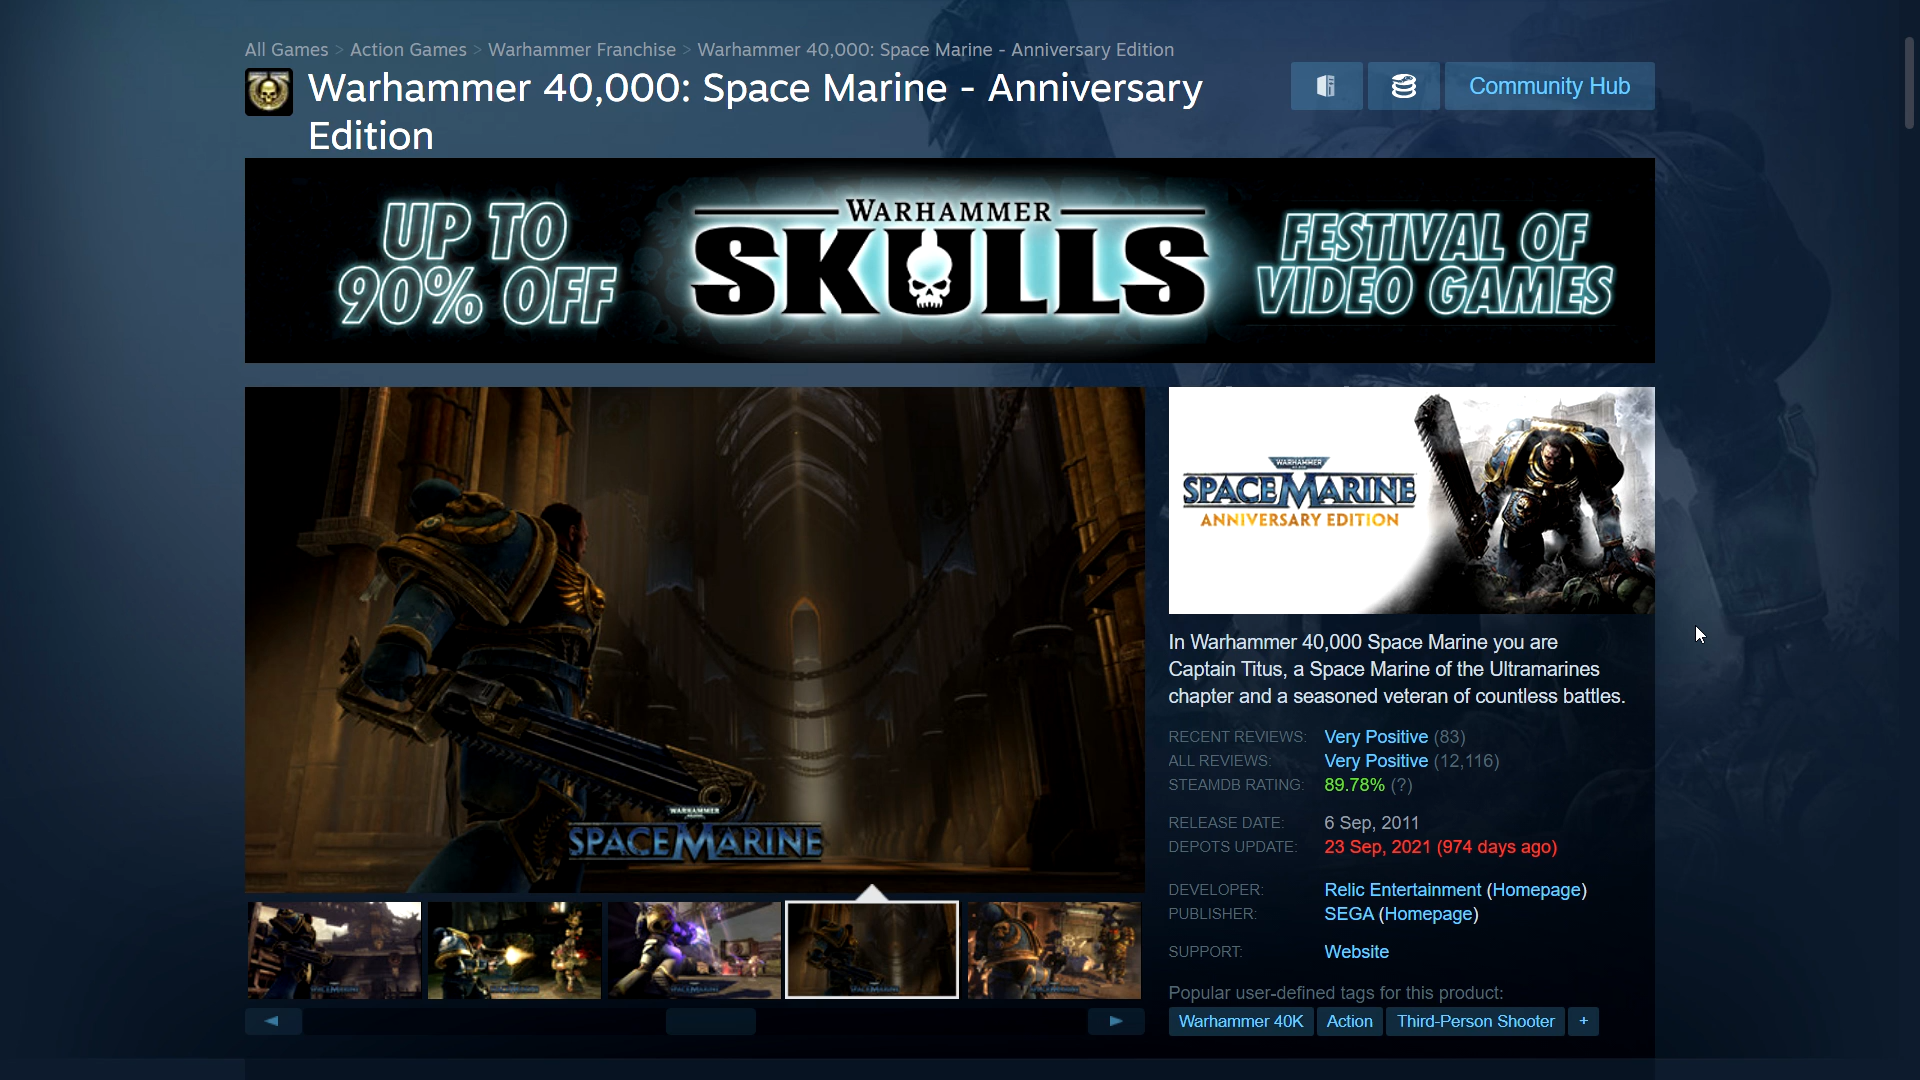 All Games > Action Games > Warhammer Franchise > Warhammer 40,000: Space Marine - Anniversary Edition
Warhammer 40,000: Space Marine - Anniversary
Edition
Community Hub
UP TO
90% OFF
WARHAMMER
SKULLS
FESTIVAL OF
VIDEO GAMES
WARHAMMER
SPACE MARINE
WARHAMMER
SPACE MARINE
ANNIVERSARY EDITION
In Warhammer 40,000 Space Marine you are
Captain Titus, a Space Marine of the Ultramarines
chapter and a seasoned veteran of countless battles.
RECENT REVIEWS: Very Positive (83)
ALL REVIEWS: Very Positive (12,116)
STEAMDB RATING: 89.78% (?)
RELEASE DATE: 6 Sep, 2011
DEPOTS UPDATE: 23 Sep, 2021 (974 days ago)
DEVELOPER: Relic Entertainment (Homepage)
PUBLISHER: SEGA (Homepage)
SUPPORT: Website
Popular user-defined tags for this product:
Warhammer 40K Action Third-Person Shooter +